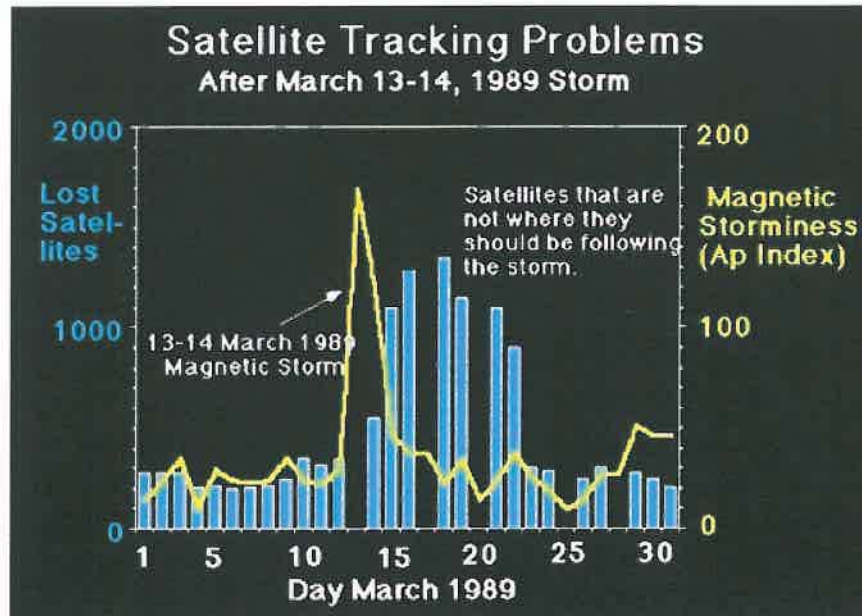 Satellite Tracking Problems
After March 13-14, 1989 Storm
2000
200
Lost
Satel-
lites
Satellites that are
not where they
should be following
the storm.
Magnetic
Storminess
(Ap Index)
1000
100
13-14 March 1989
Magnetic Storm
0
0
1 5 10 15 20 25 30
Day March 1989